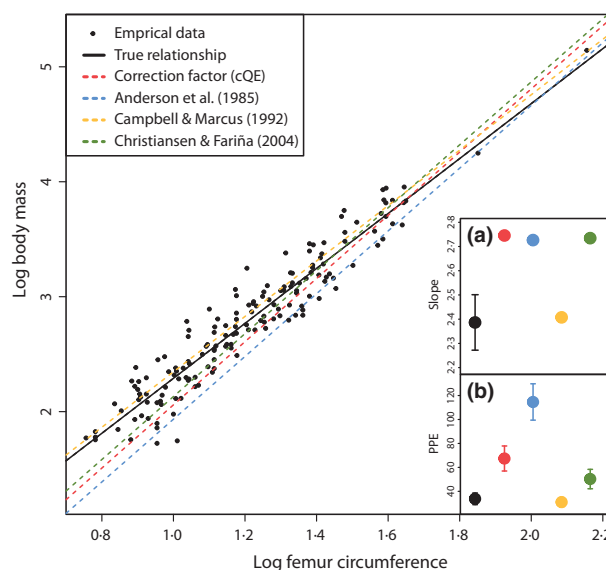 Emprical data
True relationship
Correction factor (cQE)
Anderson et al. (1985)
Campbell & Marcus (1992)
Christiansen & Fariña (2004)
Log body mass
5
4
3
2
(a)
Slope
2·8
2·7
2·6
2·5
2·4
2·3
2·2
(b)
PPE
120
100
80
60
40
0·8
1·0
1·2
1·4
1·6
1·8
2·0
2·2
Log femur circumference